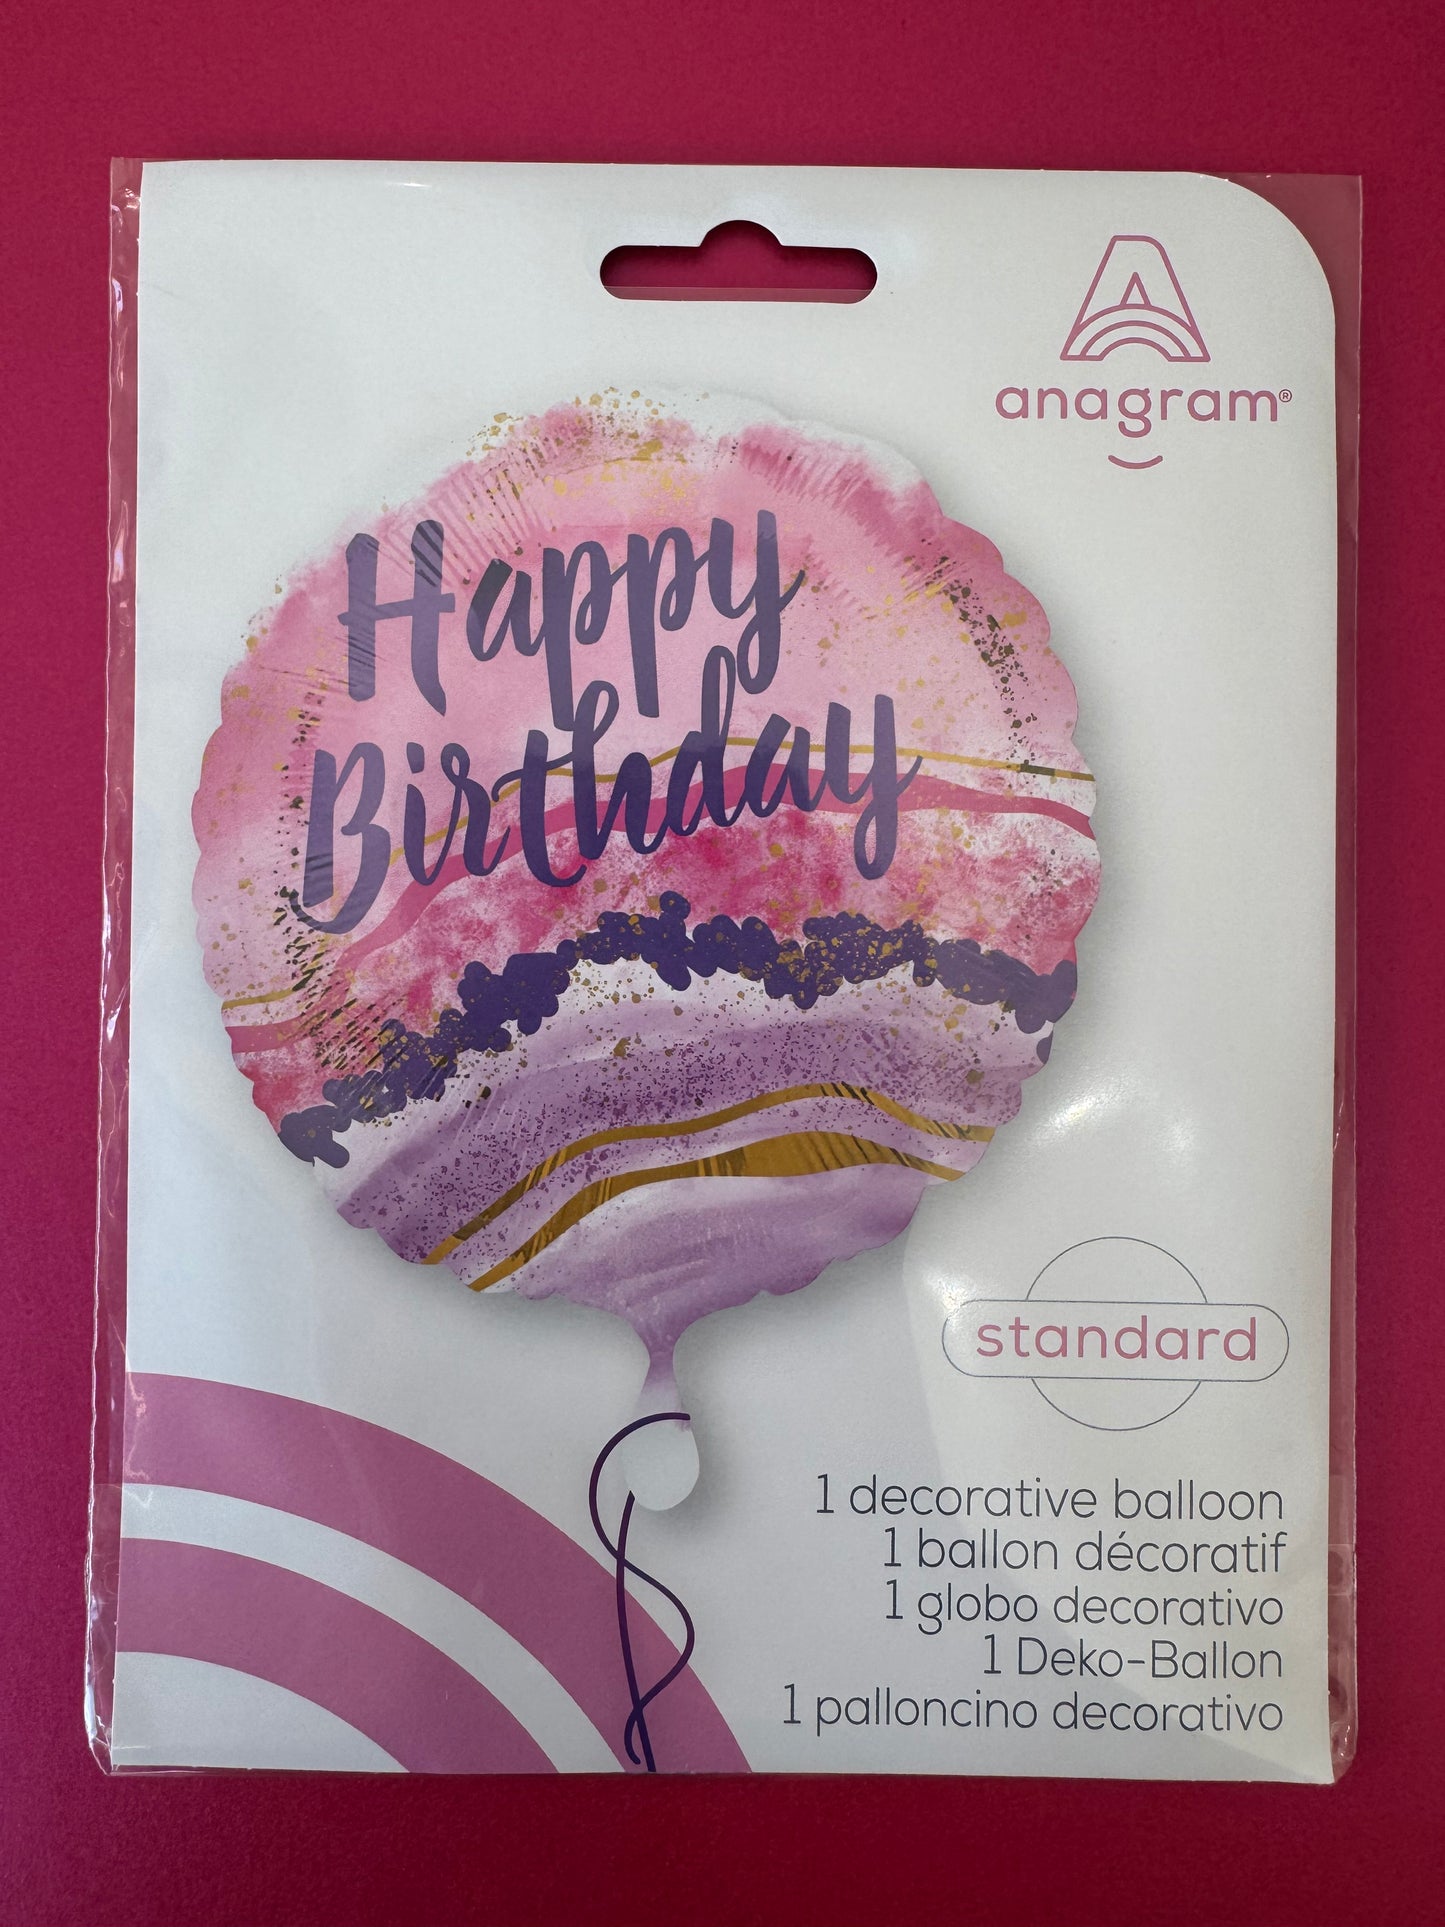 anagram®
Happy
Birthday
standard
1 decorative balloon
1 ballon décoratif
1 globo decorativo
1 Deko-Ballon
1 palloncino decorativo